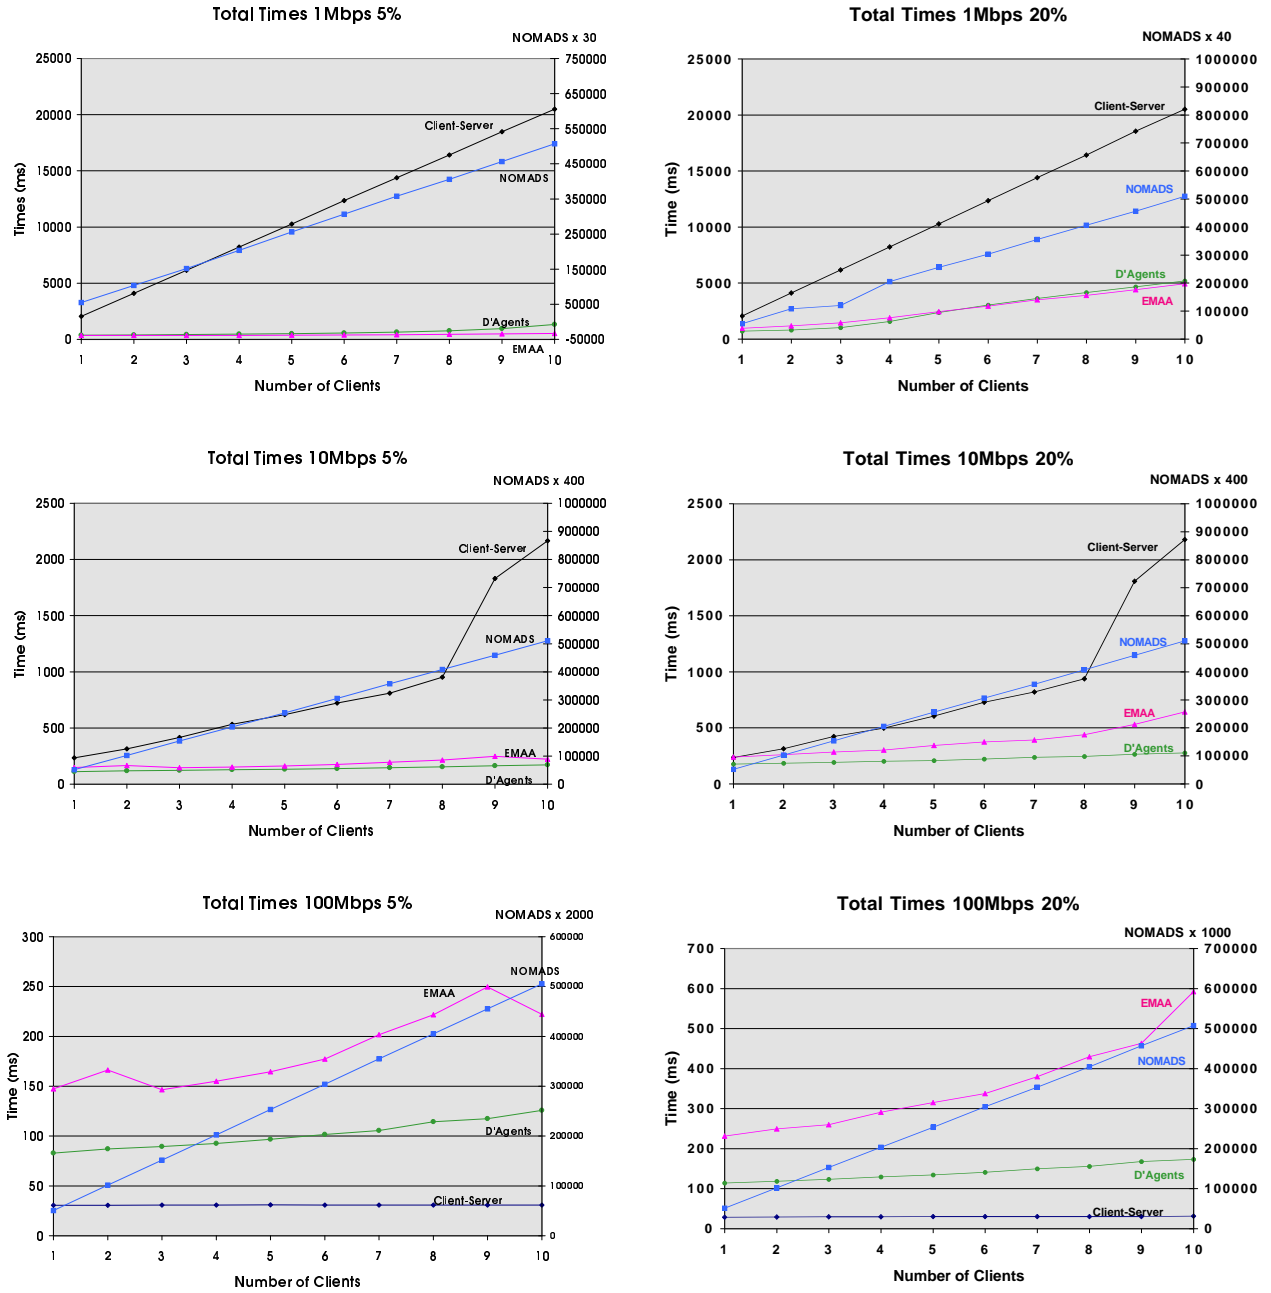 Total Times 1Mbps 5%
NOMADS x 30
25000
20000
15000
10000
5000
0
750000
650000
550000
450000
350000
250000
150000
50000
-50000
Times (ms)
Client-Server
NOMADS
D'Agents
EMAA
1 2 3 4 5 6 7 8 9 10
Number of Clients
Total Times 1Mbps 20%
NOMADS x 40
25000
20000
15000
10000
5000
0
1000000
900000
800000
700000
600000
500000
400000
300000
200000
100000
0
Time (ms)
Client-Server
NOMADS
D'Agents
EMAA
1 2 3 4 5 6 7 8 9 10
Number of Clients
Total Times 10Mbps 5%
NOMADS x 400
2500
2000
1500
1000
500
0
1000000
900000
800000
700000
600000
500000
400000
300000
200000
100000
0
Time (ms)
Client-Server
NOMADS
EMAA
D'Agents
1 2 3 4 5 6 7 8 9 10
Number of Clients
Total Times 10Mbps 20%
NOMADS x 400
2500
2000
1500
1000
500
0
1000000
900000
800000
700000
600000
500000
400000
300000
200000
100000
0
Time (ms)
Client-Server
NOMADS
EMAA
D'Agents
1 2 3 4 5 6 7 8 9 10
Number of Clients
Total Times 100Mbps 5%
NOMADS x 2000
300
250
200
150
100
50
0
600000
500000
400000
300000
200000
100000
0
Time (ms)
NOMADS
EMAA
D'Agents
Client-Server
1 2 3 4 5 6 7 8 9 10
Number of Clients
Total Times 100Mbps 20%
NOMADS x 1000
700
600
500
400
300
200
100
0
700000
600000
500000
400000
300000
200000
100000
0
Time (ms)
EMAA
NOMADS
D'Agents
Client-Server
1 2 3 4 5 6 7 8 9 10
Number of Clients